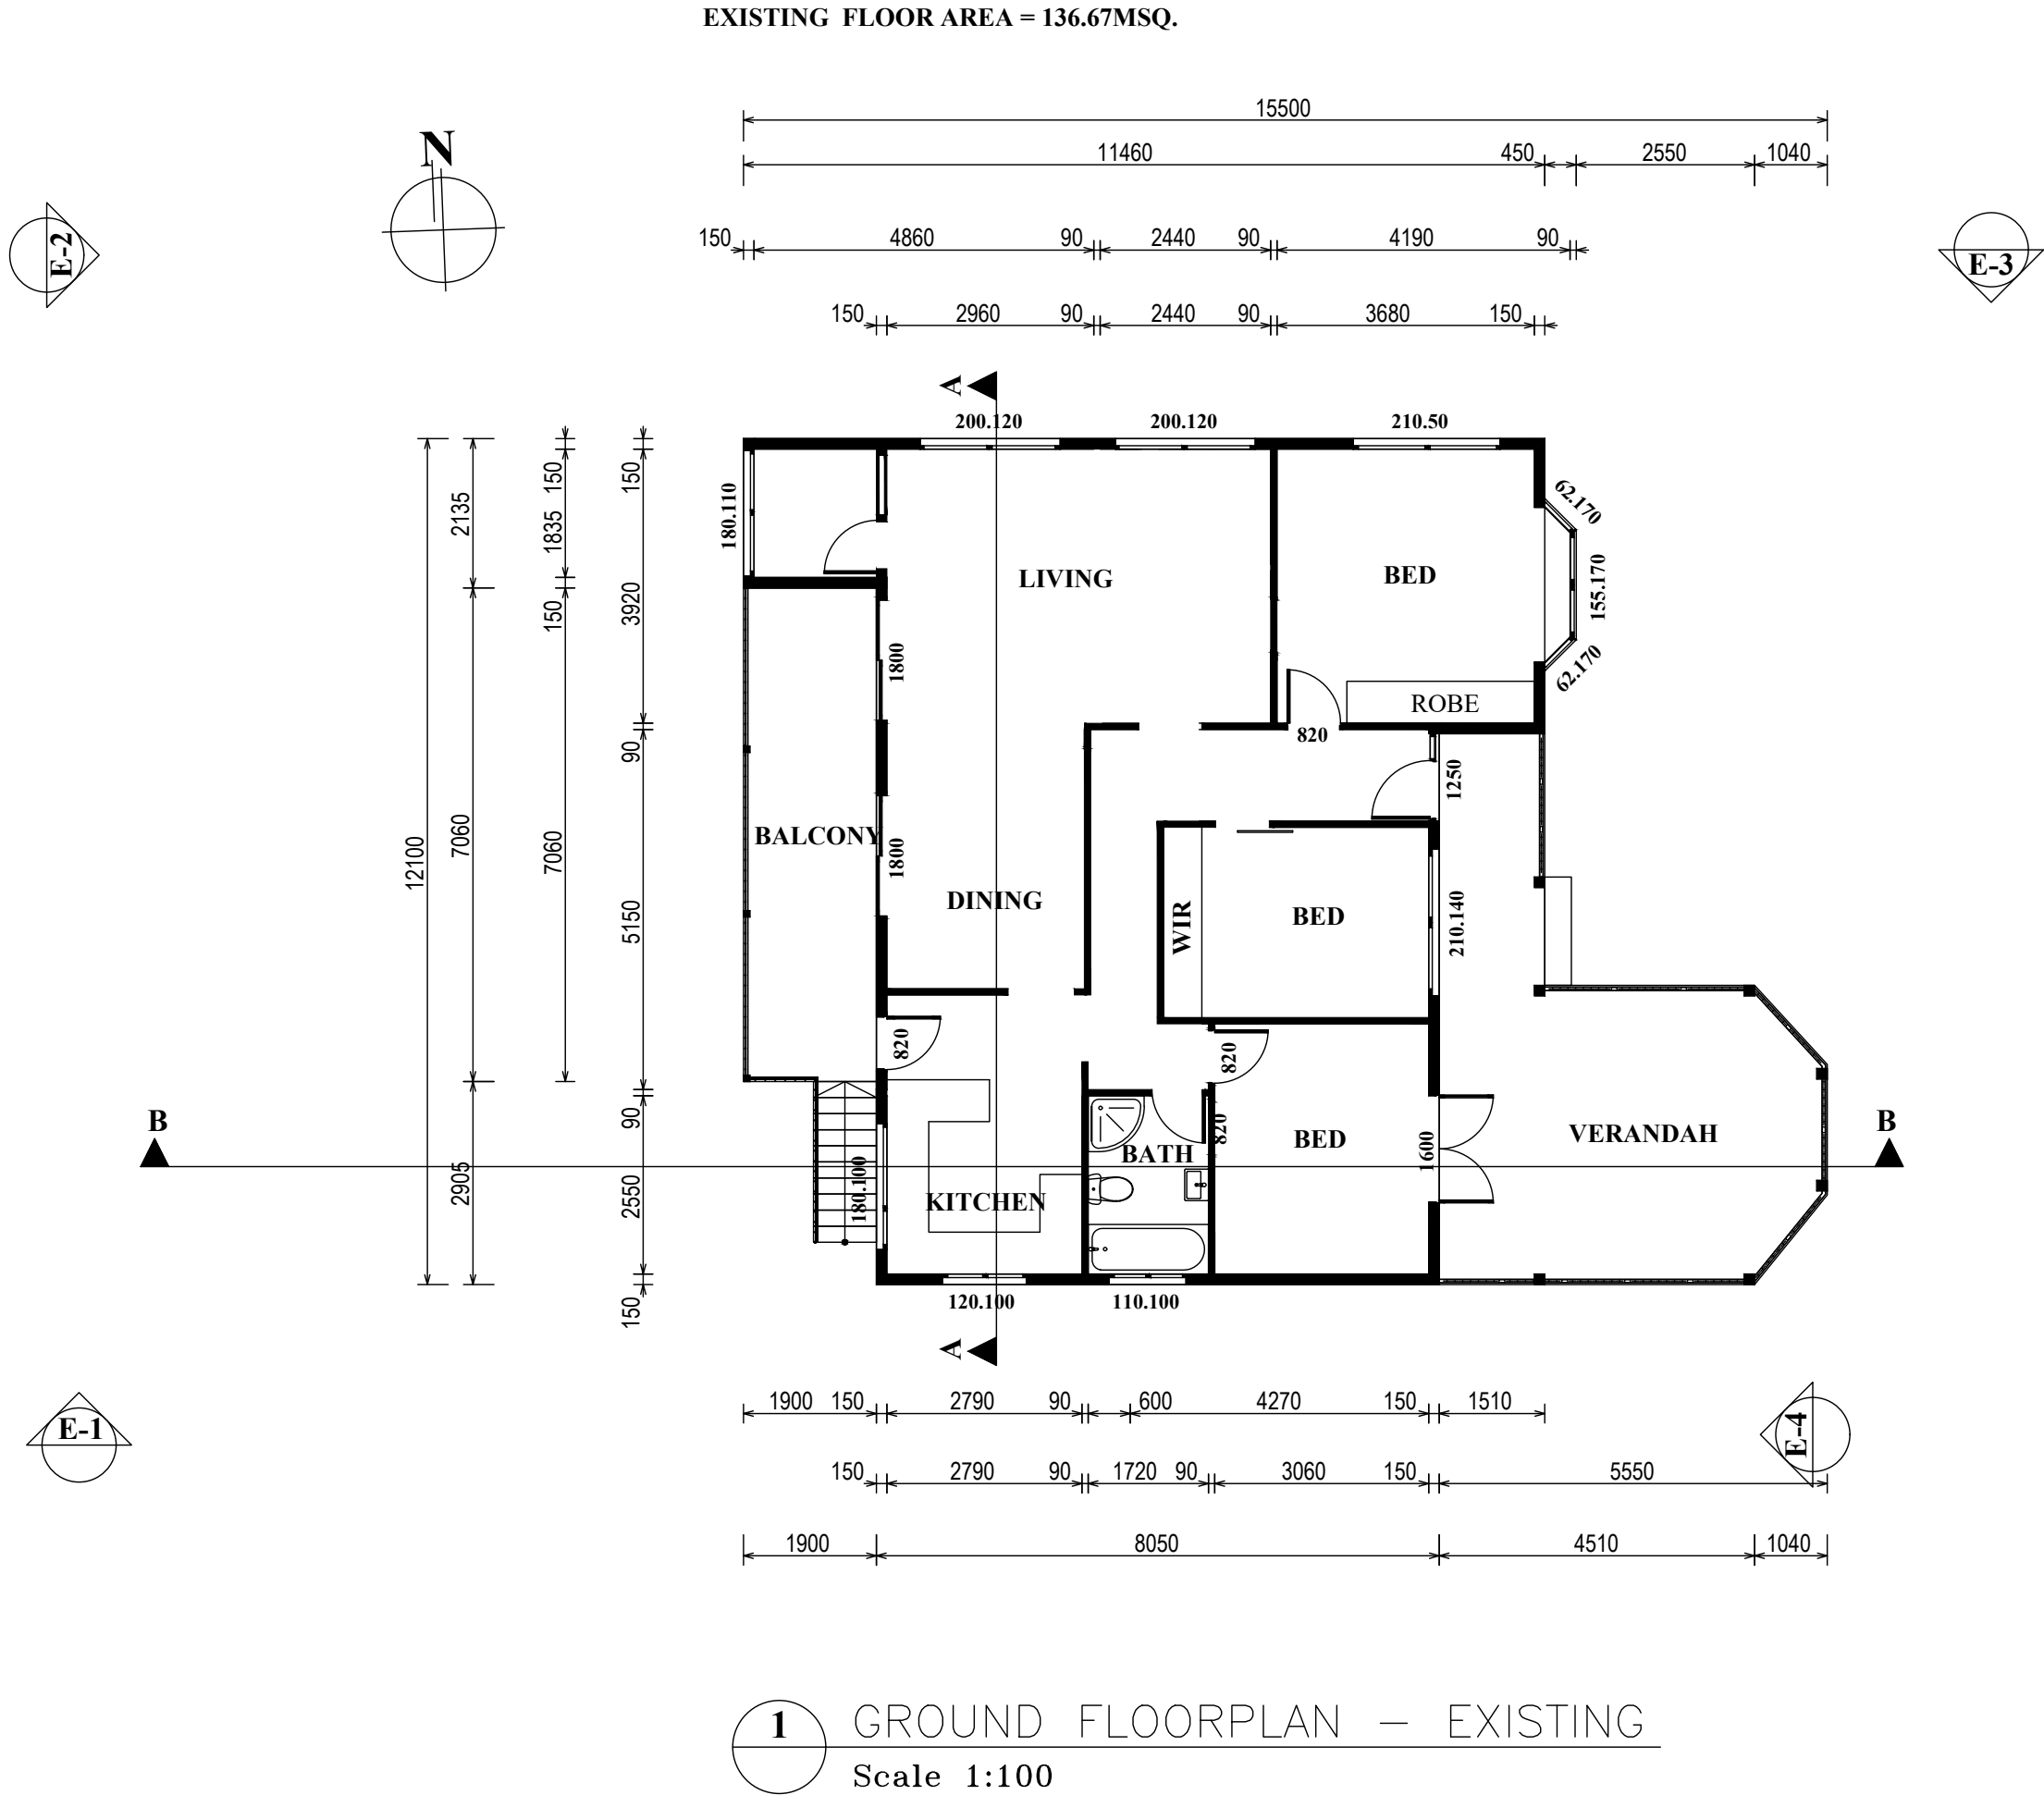 EXISTING FLOOR AREA = 136.67MSQ.
15500
11460 450 2550 1040
N
150 4860 90 2440 90 4190 90
E-2
E-3
150 2960 90 2440 90 3680 150
A
200.120 200.120 210.50
2135
150
1835
150
7060
12100
7060
2905
150
3920
90
5150
90
2550
150
180.110
62.170
155.170
62.170
LIVING
BED
1800
ROBE
820
1250
BALCONY
1800
DINING
WIR
BED
210.140
820
820
820
B
BED
1600
VERANDAH
B
BATH
180.100
KITCHEN
120.100 110.100
A
1900 150 2790 90 600 4270 150 1510
E-1
E-4
150 2790 90 1720 90 3060 150 5550
1900 8050 4510 1040
1 GROUND FLOORPLAN – EXISTING
Scale 1:100